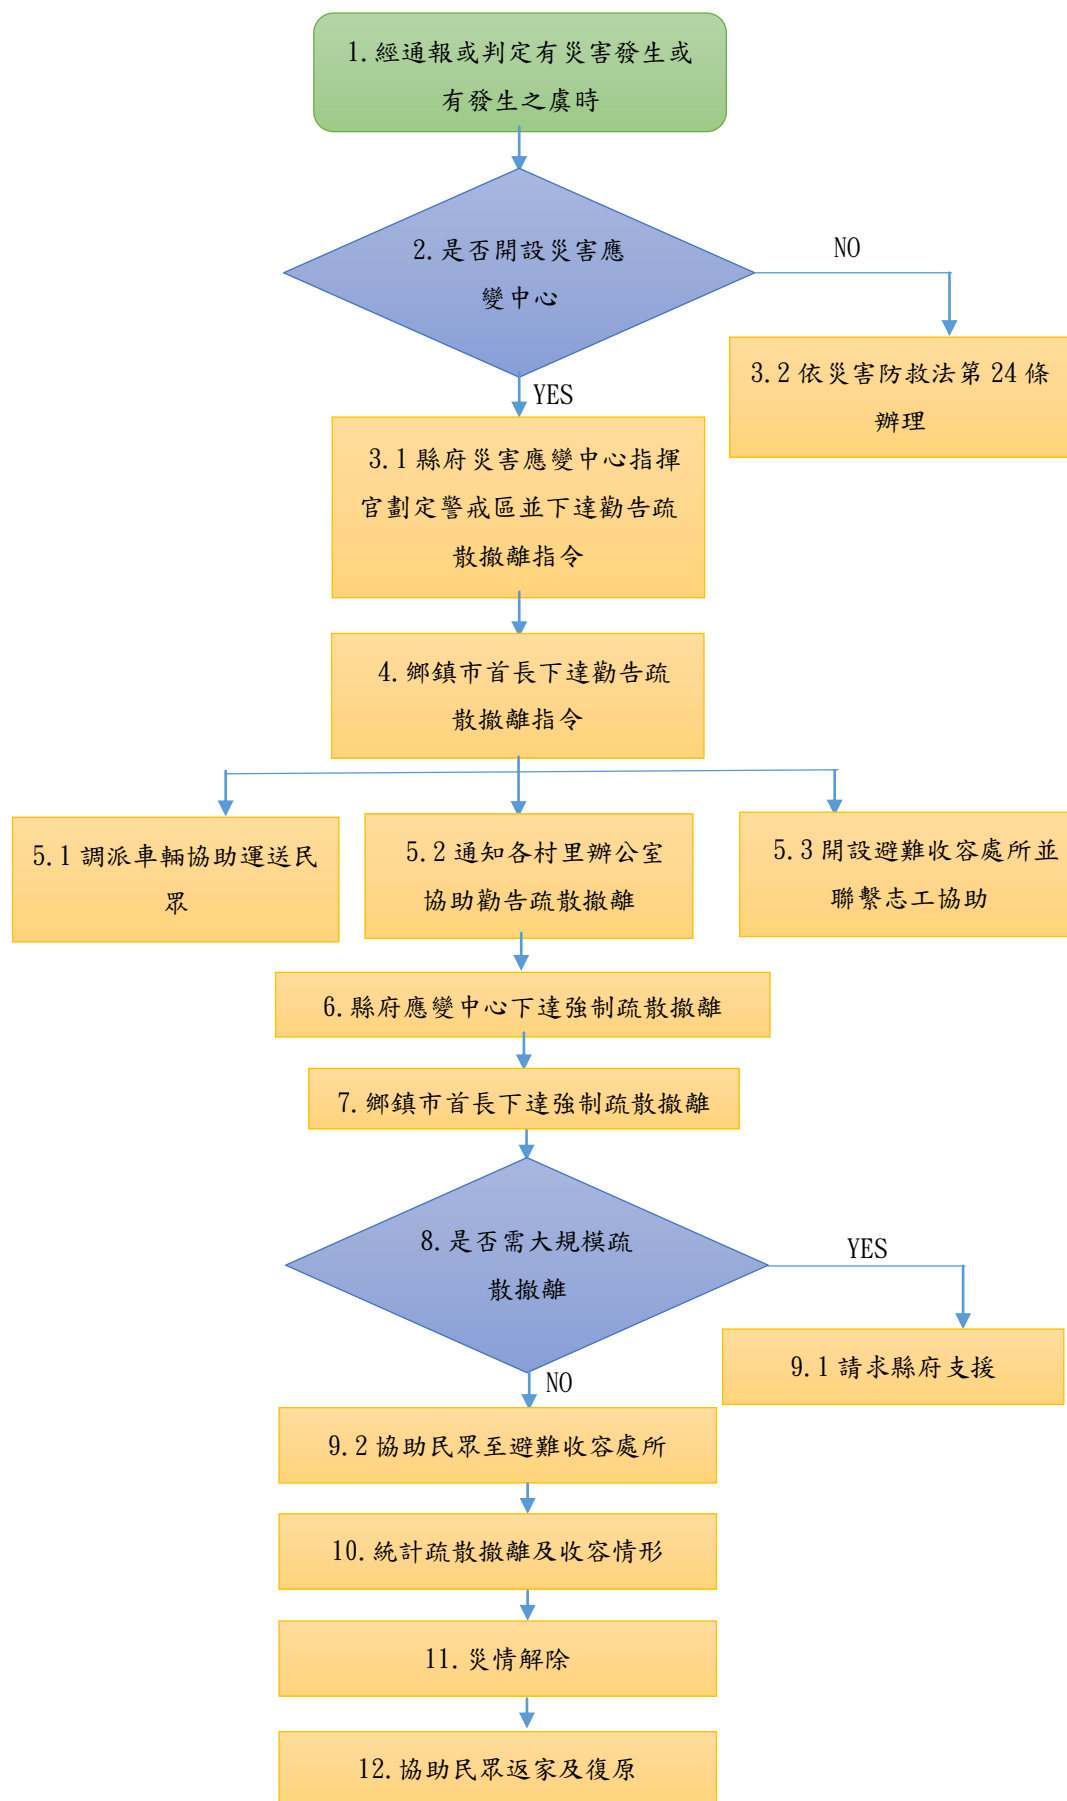 1.經通報或判定有災害發生或
有發生之虞時
2.是否開設災害應
變中心
NO
3.2 依災害防救法第 24 條
辦理
YES
3.1 縣府災害應變中心指揮
官劃定警戒區並下達勸告疏
散撤離指令
4.鄉鎮市首長下達勸告疏
散撤離指令
5.1 調派車輛協助運送民
眾
5.2 通知各村里辦公室
協助勸告疏散撤離
5.3 開設避難收容處所並
聯繫志工協助
6.縣府應變中心下達強制疏散撤離
7.鄉鎮市首長下達強制疏散撤離
8.是否需大規模疏
散撤離
YES
9.1 請求縣府支援
NO
9.2 協助民眾至避難收容處所
10.統計疏散撤離及收容情形
11.災情解除
12.協助民眾返家及復原